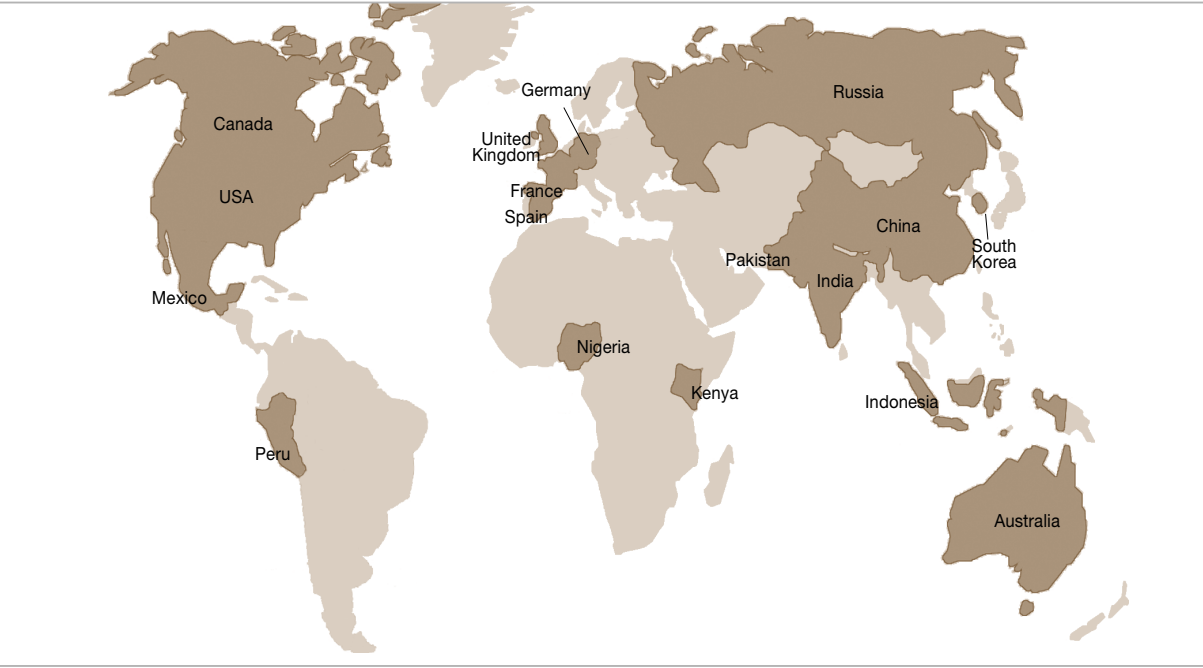 Germany
Russia
Canada
United
Kingdom
France
USA
Spain
China
South
Korea
Pakistan
India
Mexico
Nigeria
Kenya
Indonesia
Peru
Australia